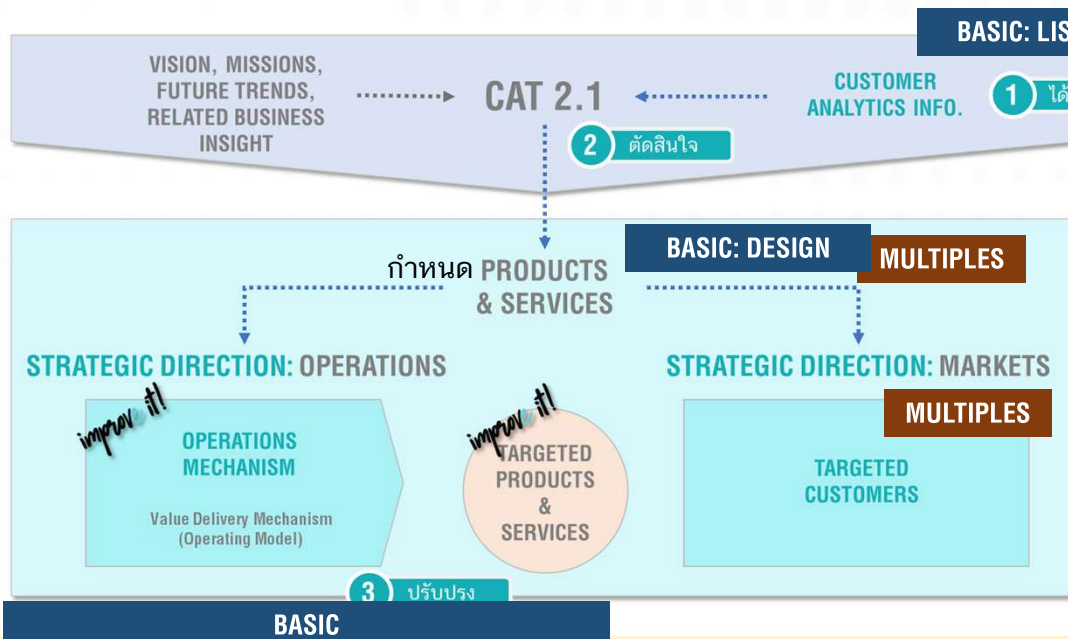 BASIC: LIS
VISION, MISSIONS,
FUTURE TRENDS,
RELATED BUSINESS
INSIGHT
CAT 2.1
CUSTOMER
ANALYTICS INFO.
1 ได้
2 ตัดสินใจ
BASIC: DESIGN
MULTIPLES
กำหนด PRODUCTS
& SERVICES
STRATEGIC DIRECTION: OPERATIONS
STRATEGIC DIRECTION: MARKETS
improve it!
OPERATIONS
MECHANISM
Value Delivery Mechanism
(Operating Model)
improve it!
TARGETED
PRODUCTS
&
SERVICES
MULTIPLES
TARGETED
CUSTOMERS
3 ปรับปรุง
BASIC